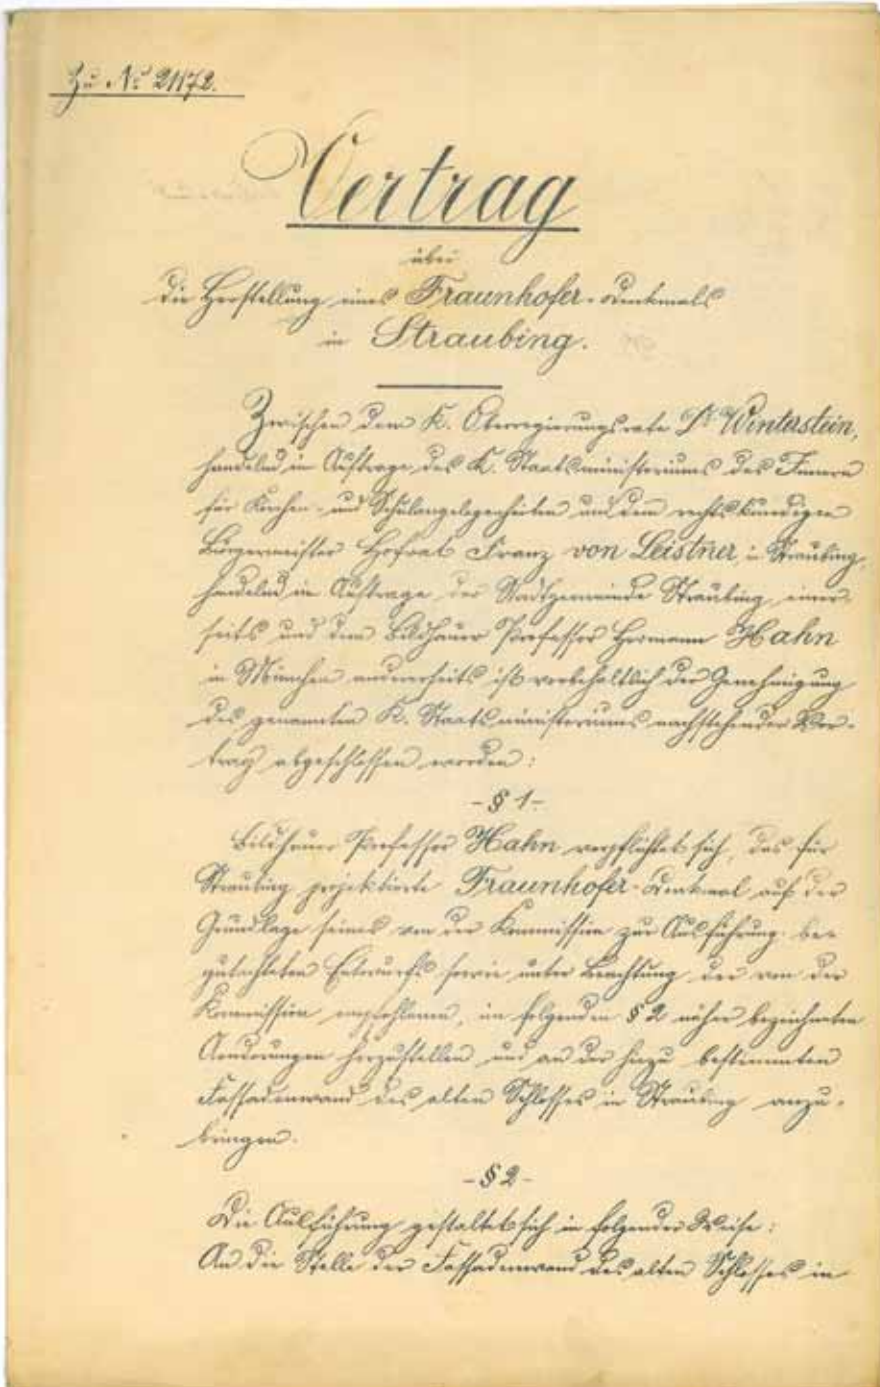 Zu No 21172.
Vertrag
über
die Herstellung eines Fraunhofer-Denkmals
in Straubing.
Zwischen dem K. Oberregierungsrate Dr. Winterstein,
handelnd im Auftrage des K. Staatsministeriums des Innern
für Kirchen- und Schulangelegenheiten und dem rechtskundigen
Bürgermeister Hofrat Franz von Leistner in Straubing,
handelnd im Auftrage der Stadtgemeinde Straubing, einer-
seits und dem Bildhauer Professor Hermann Hahn
in München andererseits ist vorbehaltlich der Genehmigung
des genannten K. Staatsministeriums nachstehender Ver-
trag abgeschlossen worden:
- § 1 -
Bildhauer Professor Hahn verpflichtet sich, das für
Straubing projektierte Fraunhofer-Denkmal auf der
Grundlage seines von der Kommission zur Ausführung be-
gutachteten Entwurfs sowie unter Beachtung der von der
Kommission empfohlenen, im folgenden § 2 näher bezeichneten
Aenderungen herzustellen und an der hiezu bestimmten
Fassadenwand des alten Schlosses in Straubing anzu-
bringen.
- § 2 -
Die Ausführung gestaltet sich in folgender Weise:
An die Stelle der Fassadenwand des alten Schlosses in